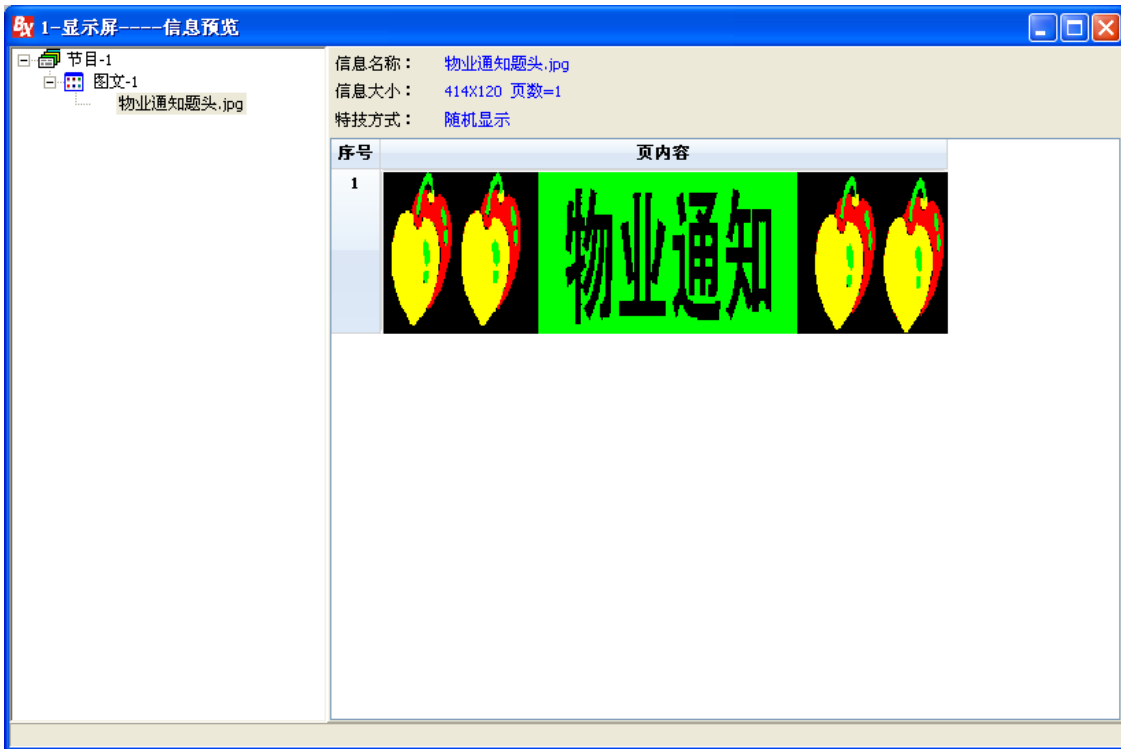 BX 1-显示屏----信息预览
节目-1
图文-1
物业通知题头.jpg
信息名称： 物业通知题头.jpg
信息大小： 414X120 页数=1
特技方式： 随机显示
序号 页内容
1
物业通知